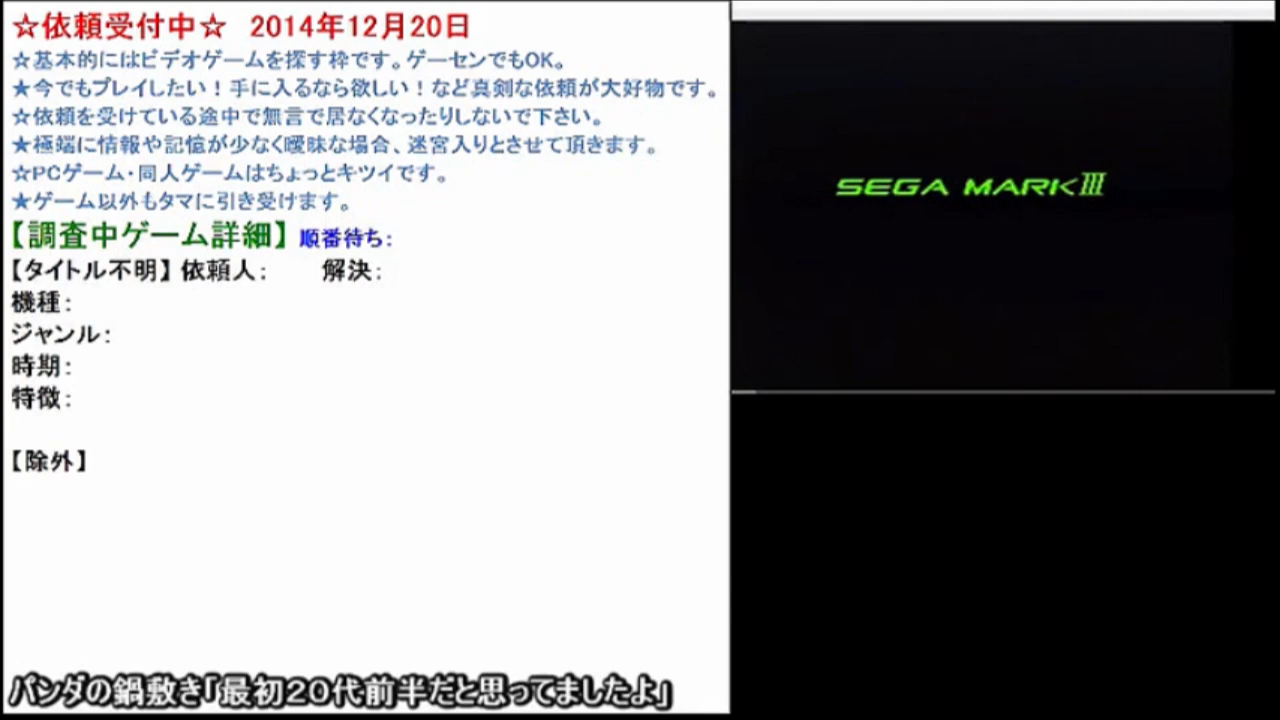 ☆依頼受付中☆ 2014年12月20日
☆基本的にはビデオゲームを探す枠です。ゲーセンでもOK。
★今でもプレイしたい！手に入るなら欲しい！など真剣な依頼が大好物です。
☆依頼を受けている途中で無言で居なくなったりしないで下さい。
★極端に情報や記憶が少なく曖昧な場合、迷宮入りとさせて頂きます。
☆PCゲーム・同人ゲームはちょっとキツイです。
★ゲーム以外もタマに引き受けます。
【調査中ゲーム詳細】 順番待ち：
【タイトル不明】 依頼人： 解決：
機種：
ジャンル：
時期：
特徴：
【除外】
パンダの鍋敷き「最初２０代前半だと思ってましたよ」
SEGA MARKⅢ